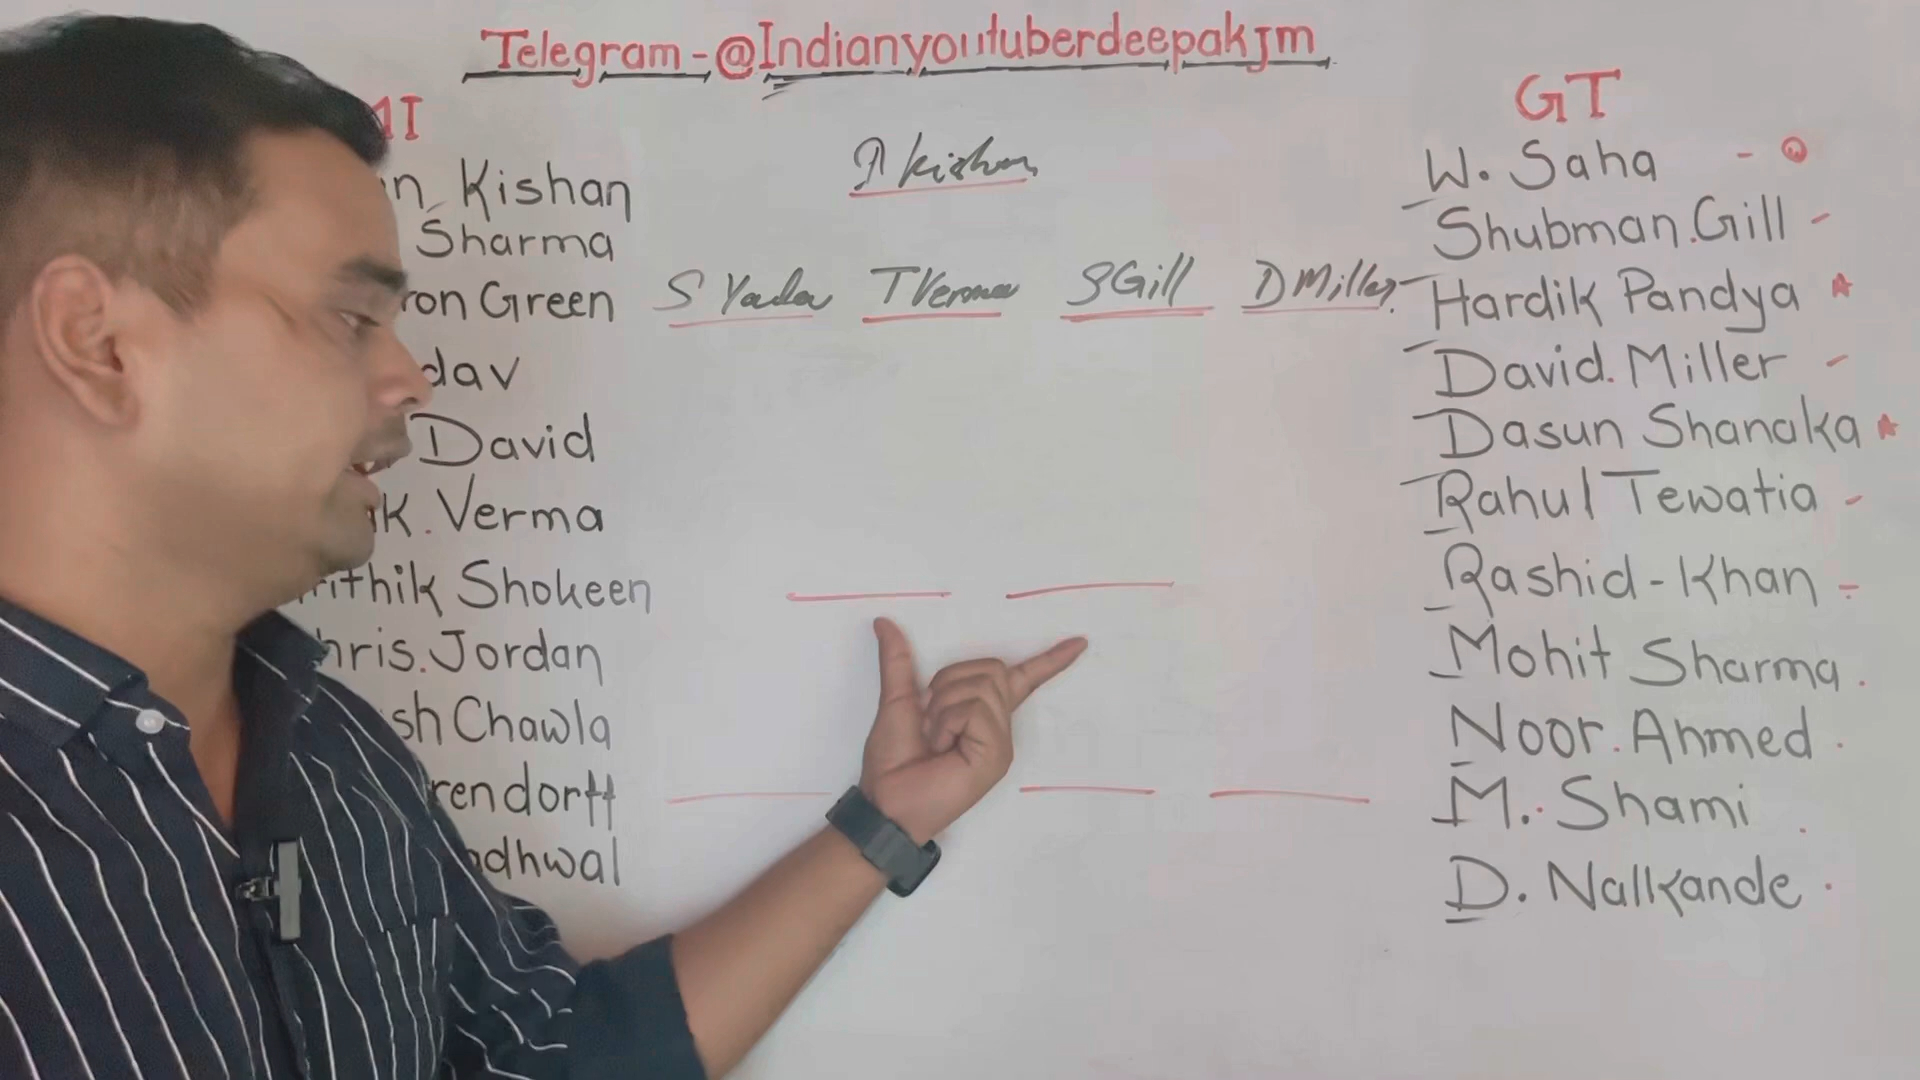 Telegram-@Indianyoutuberdeepakjm
MI
Kishan
Sharma
ron Green
dav
David
k. Verma
ithik Shokeen
hris. Jordan
sh Chawla
rendorff
adhwal
I Kishan
S Yadav T Verma S Gill D Miller
GT
W. Saha -
Shubman. Gill -
Hardik Pandya
David. Miller -
Dasun Shanaka
Rahul Tewatia -
Rashid-Khan -
Mohit Sharma.
Noor. Ahmed.
M. Shami.
D. Nalkande.